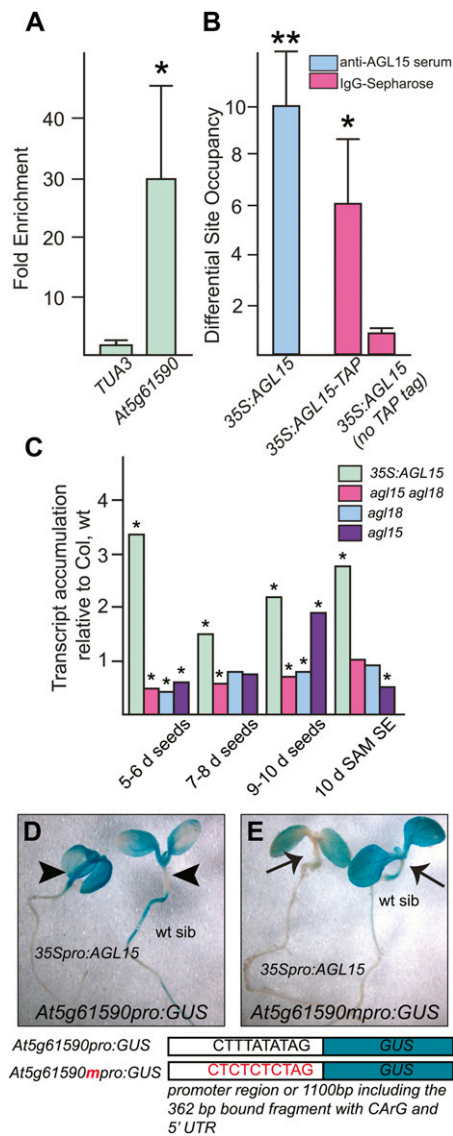 A
Fold Enrichment
40
30
20
10
*
TUA3
At5g61590
B
Differential Site Occupancy
10
8
6
4
2
**
*
anti-AGL15 serum
IgG-Sepharose
35S:AGL15
35S:AGL15-TAP
35S:AGL15
(no TAP tag)
C
Transcript accumulation
relative to Col, wt
4
3
2
1
35S:AGL15
agl15 agl18
agl18
agl15
* * * *
* *
* * * *
* *
5-6 d seeds
7-8 d seeds
9-10 d seeds
10 d SAM SE
D
wt sib
35Spro:AGL15
At5g61590pro:GUS
E
wt sib
35Spro:AGL15
At5g61590mpro:GUS
At5g61590pro:GUS CTTTATATAG GUS
At5g61590mpro:GUS CTCTCTCTAG GUS
promoter region or 1100bp including the
362 bp bound fragment with CArG and
5' UTR